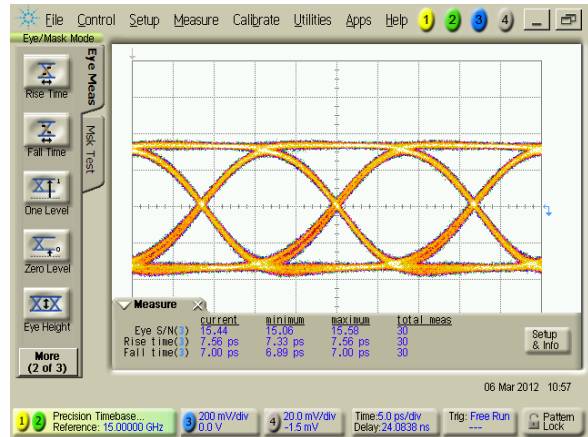 File Control Setup Measure Calibrate Utilities Apps Help 1 2 3 4
Eye/Mask Mode
Eye Meas
Msk Test
Rise Time
Fall Time
One Level
Zero Level
Eye Height
More
(2 of 3)
Measure
current minimum maximum total meas
Eye S/N(3) 15.44 15.06 15.58 30
Rise time(3) 7.56 ps 7.33 ps 7.56 ps 30
Fall time(3) 7.00 ps 6.89 ps 7.00 ps 30
Setup
& Info
06 Mar 2012 10:57
1 2 Precision Timebase...
Reference: 15.00000 GHz
3 200 mV/div
0.0 V
4 20.0 mV/div
-1.5 mV
Time:5.0 ps/div
Delay:24.0838 ns
Trig: Free Run
---
Pattern
Lock